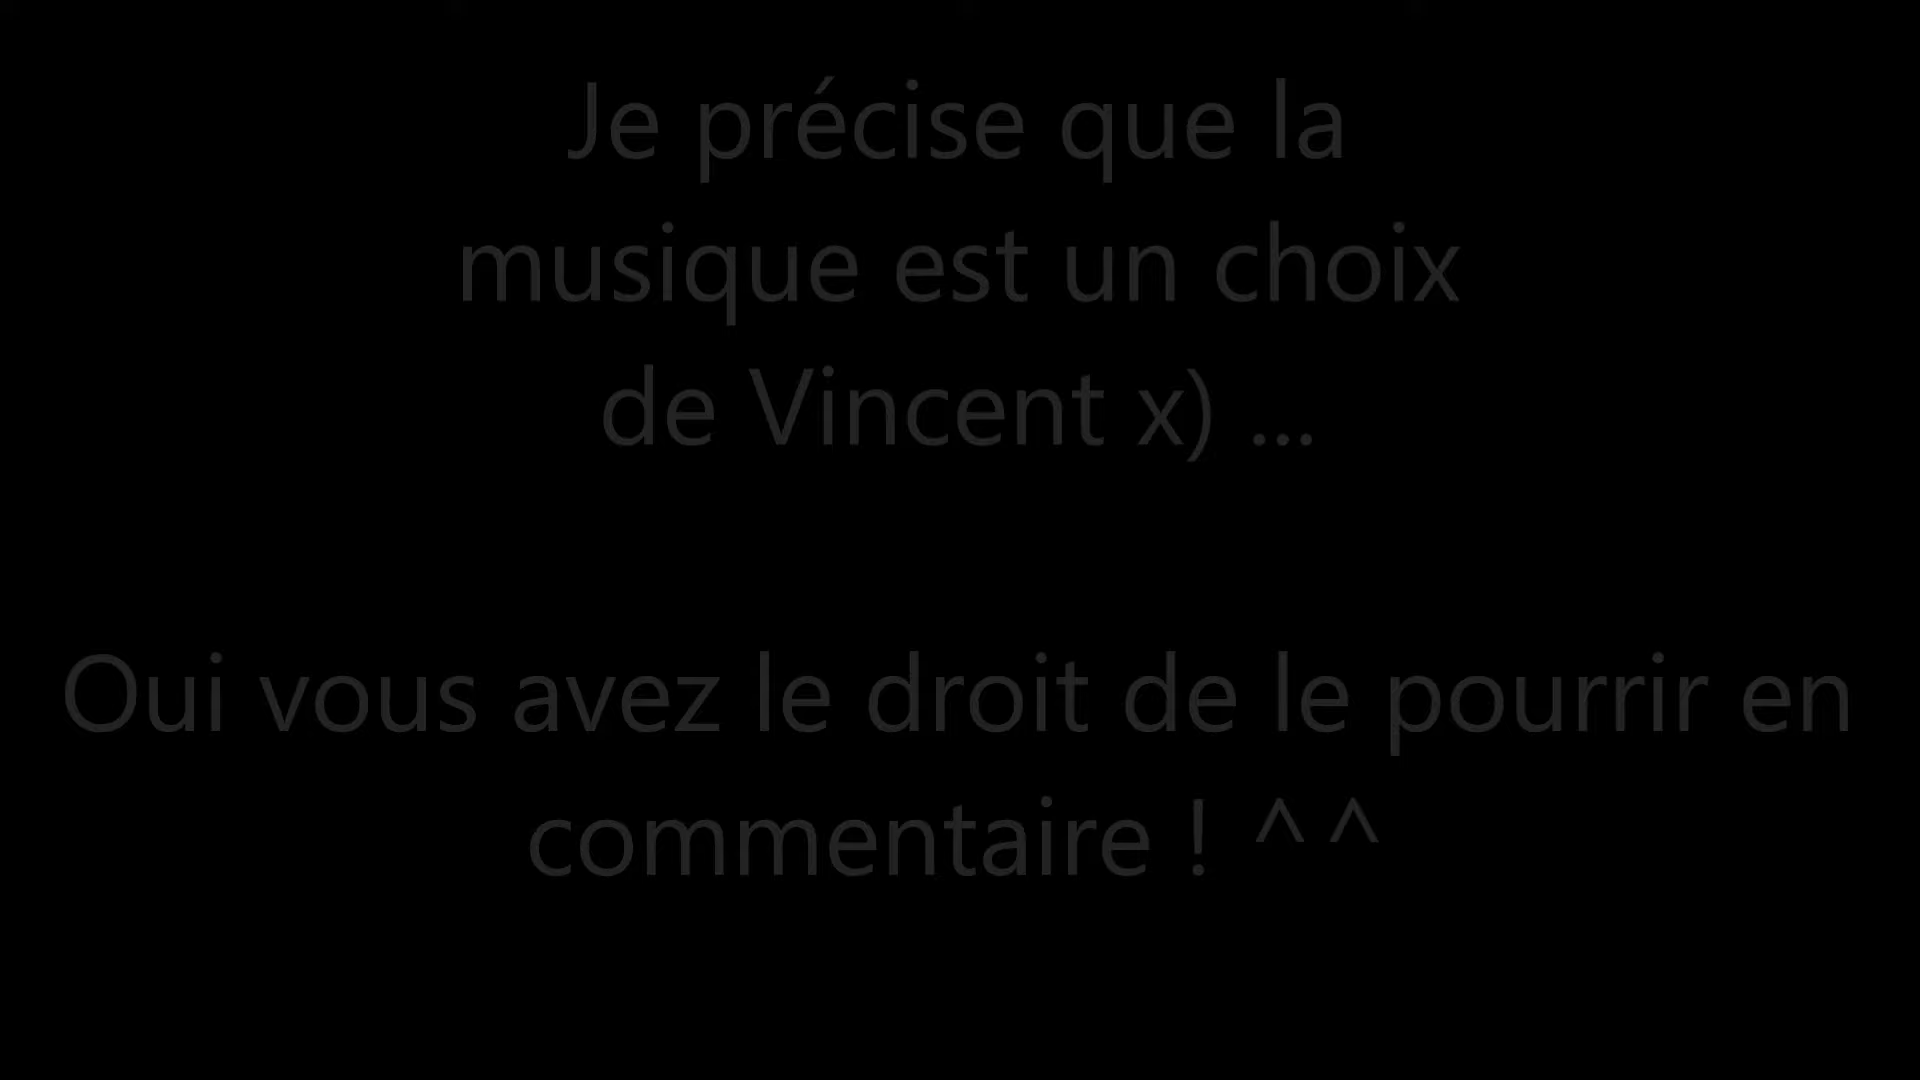 Je précise que la
musique est un choix
de Vincent x) ...
Oui vous avez le droit de le pourrir en
commentaire ! ^^